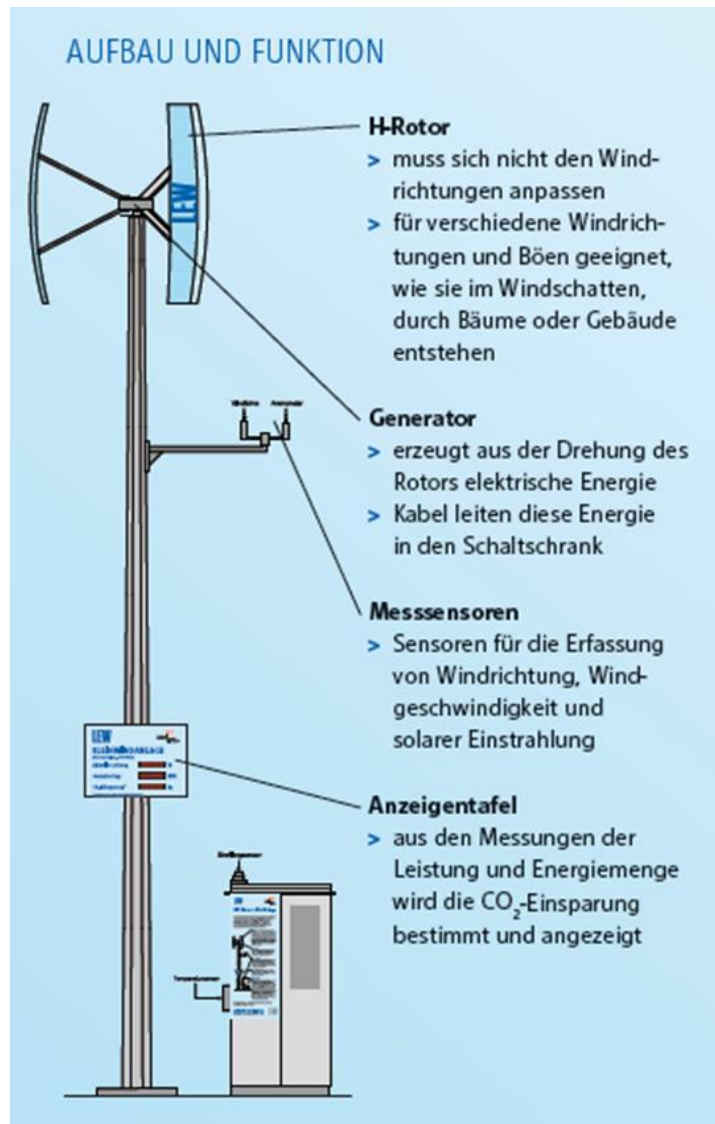 AUFBAU UND FUNKTION
H-Rotor
> muss sich nicht den Wind-
richtungen anpassen
> für verschiedene Windrich-
tungen und Böen geeignet,
wie sie im Windschatten,
durch Bäume oder Gebäude
entstehen
LEW
Generator
> erzeugt aus der Drehung des
Rotors elektrische Energie
> Kabel leiten diese Energie
in den Schaltschrank
Messsensoren
> Sensoren für die Erfassung
von Windrichtung, Wind-
geschwindigkeit und
solarer Einstrahlung
LEW
KLEINWINDANLAGE
Anzeigentafel
> aus den Messungen der
Leistung und Energiemenge
wird die CO₂-Einsparung
bestimmt und angezeigt